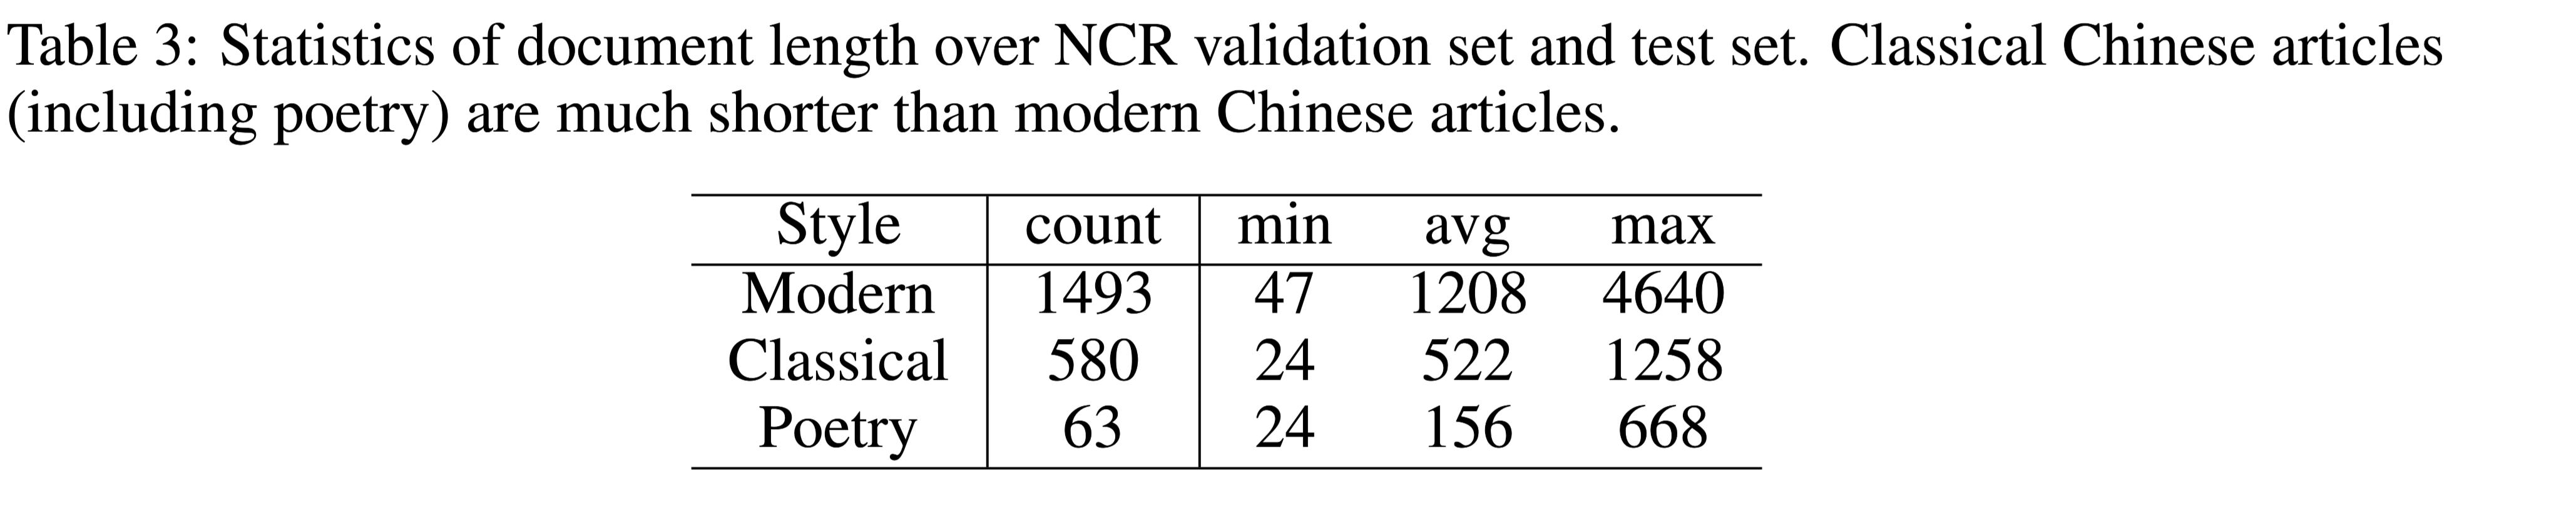 Table 3: Statistics of document length over NCR validation set and test set. Classical Chinese articles
(including poetry) are much shorter than modern Chinese articles.
Style count min avg max
Modern 1493 47 1208 4640
Classical 580 24 522 1258
Poetry 63 24 156 668